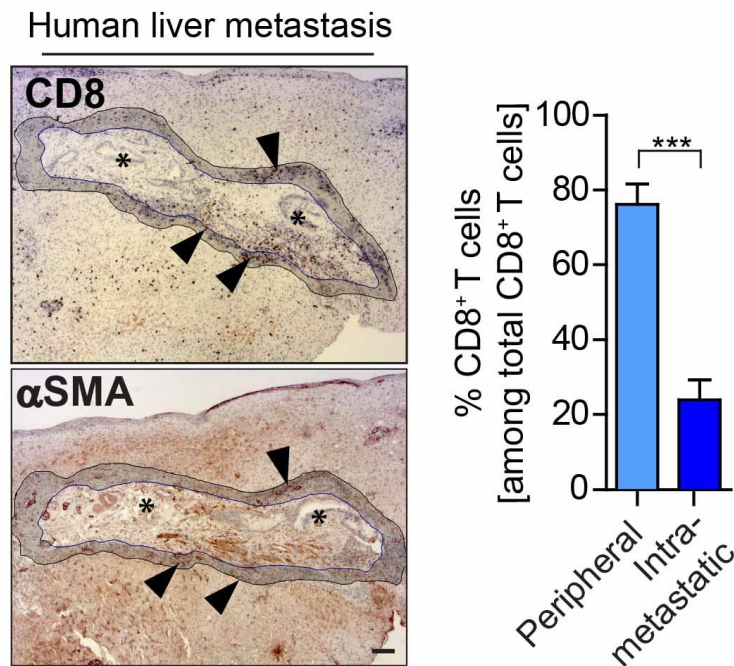 Human liver metastasis
CD8
*
*
αSMA
*
*
% CD8⁺ T cells
[among total CD8⁺ T cells]
100
80
60
40
20
0
***
Peripheral
Intra-
metastatic